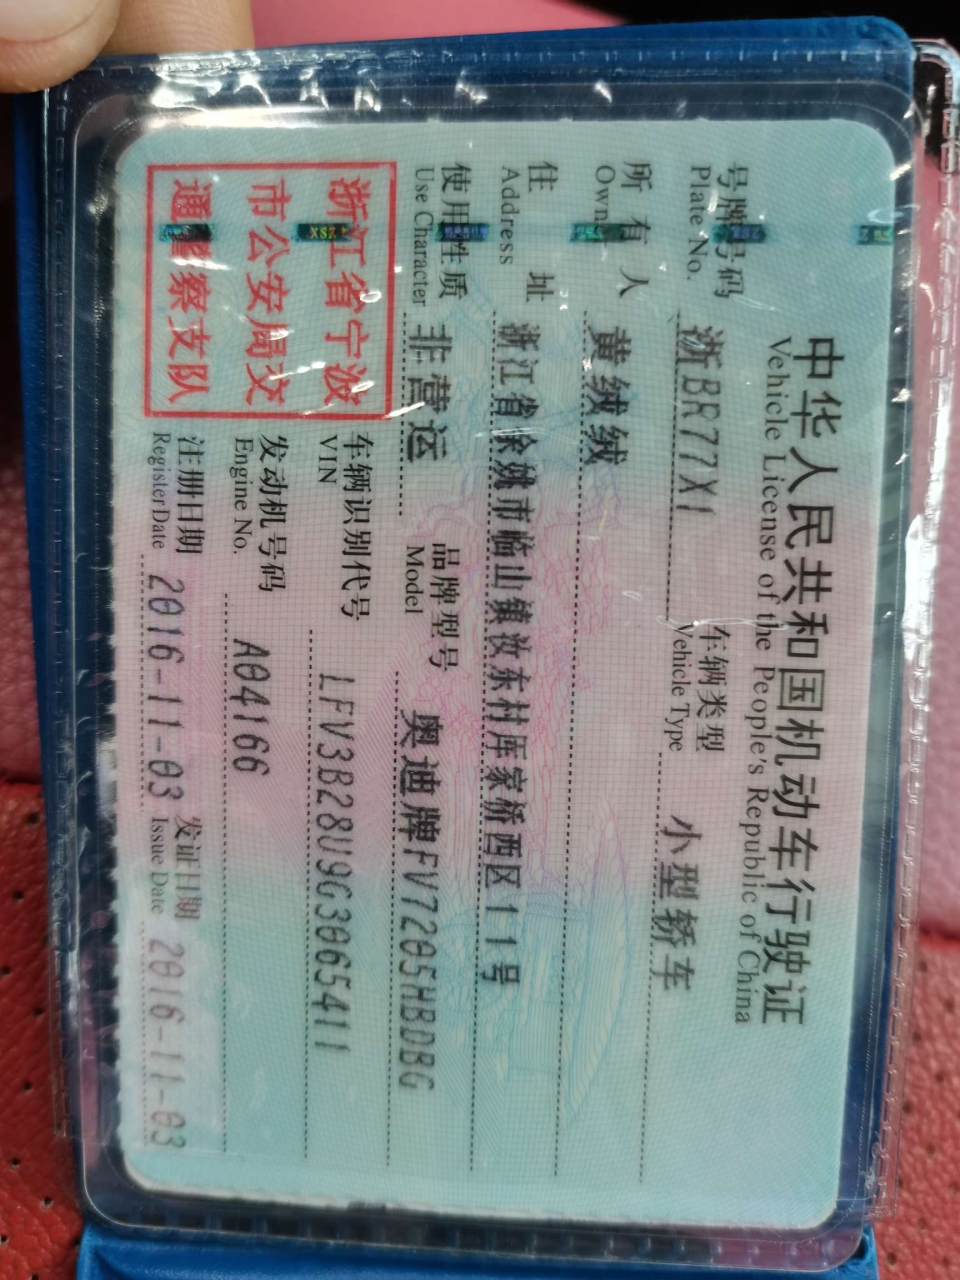 中华人民共和国机动车行驶证
Vehicle License of the People's Republic of China
号牌号码 浙BR77X1 车辆类型 小型轿车
Plate No. Vehicle Type
所有人 黄绒绒
Owner
住址 浙江省余姚市临山镇汝东村厍家桥西区11号
Address
使用性质 非营运 品牌型号 奥迪牌FV7205HBDBG
Use Character Model
浙江省宁波
市公安局交
通警察支队
车辆识别代号 LFV3B28U9G3065411
VIN
发动机号码 A04166
Engine No.
注册日期 2016-11-03 发证日期 2016-11-03
Register Date Issue Date